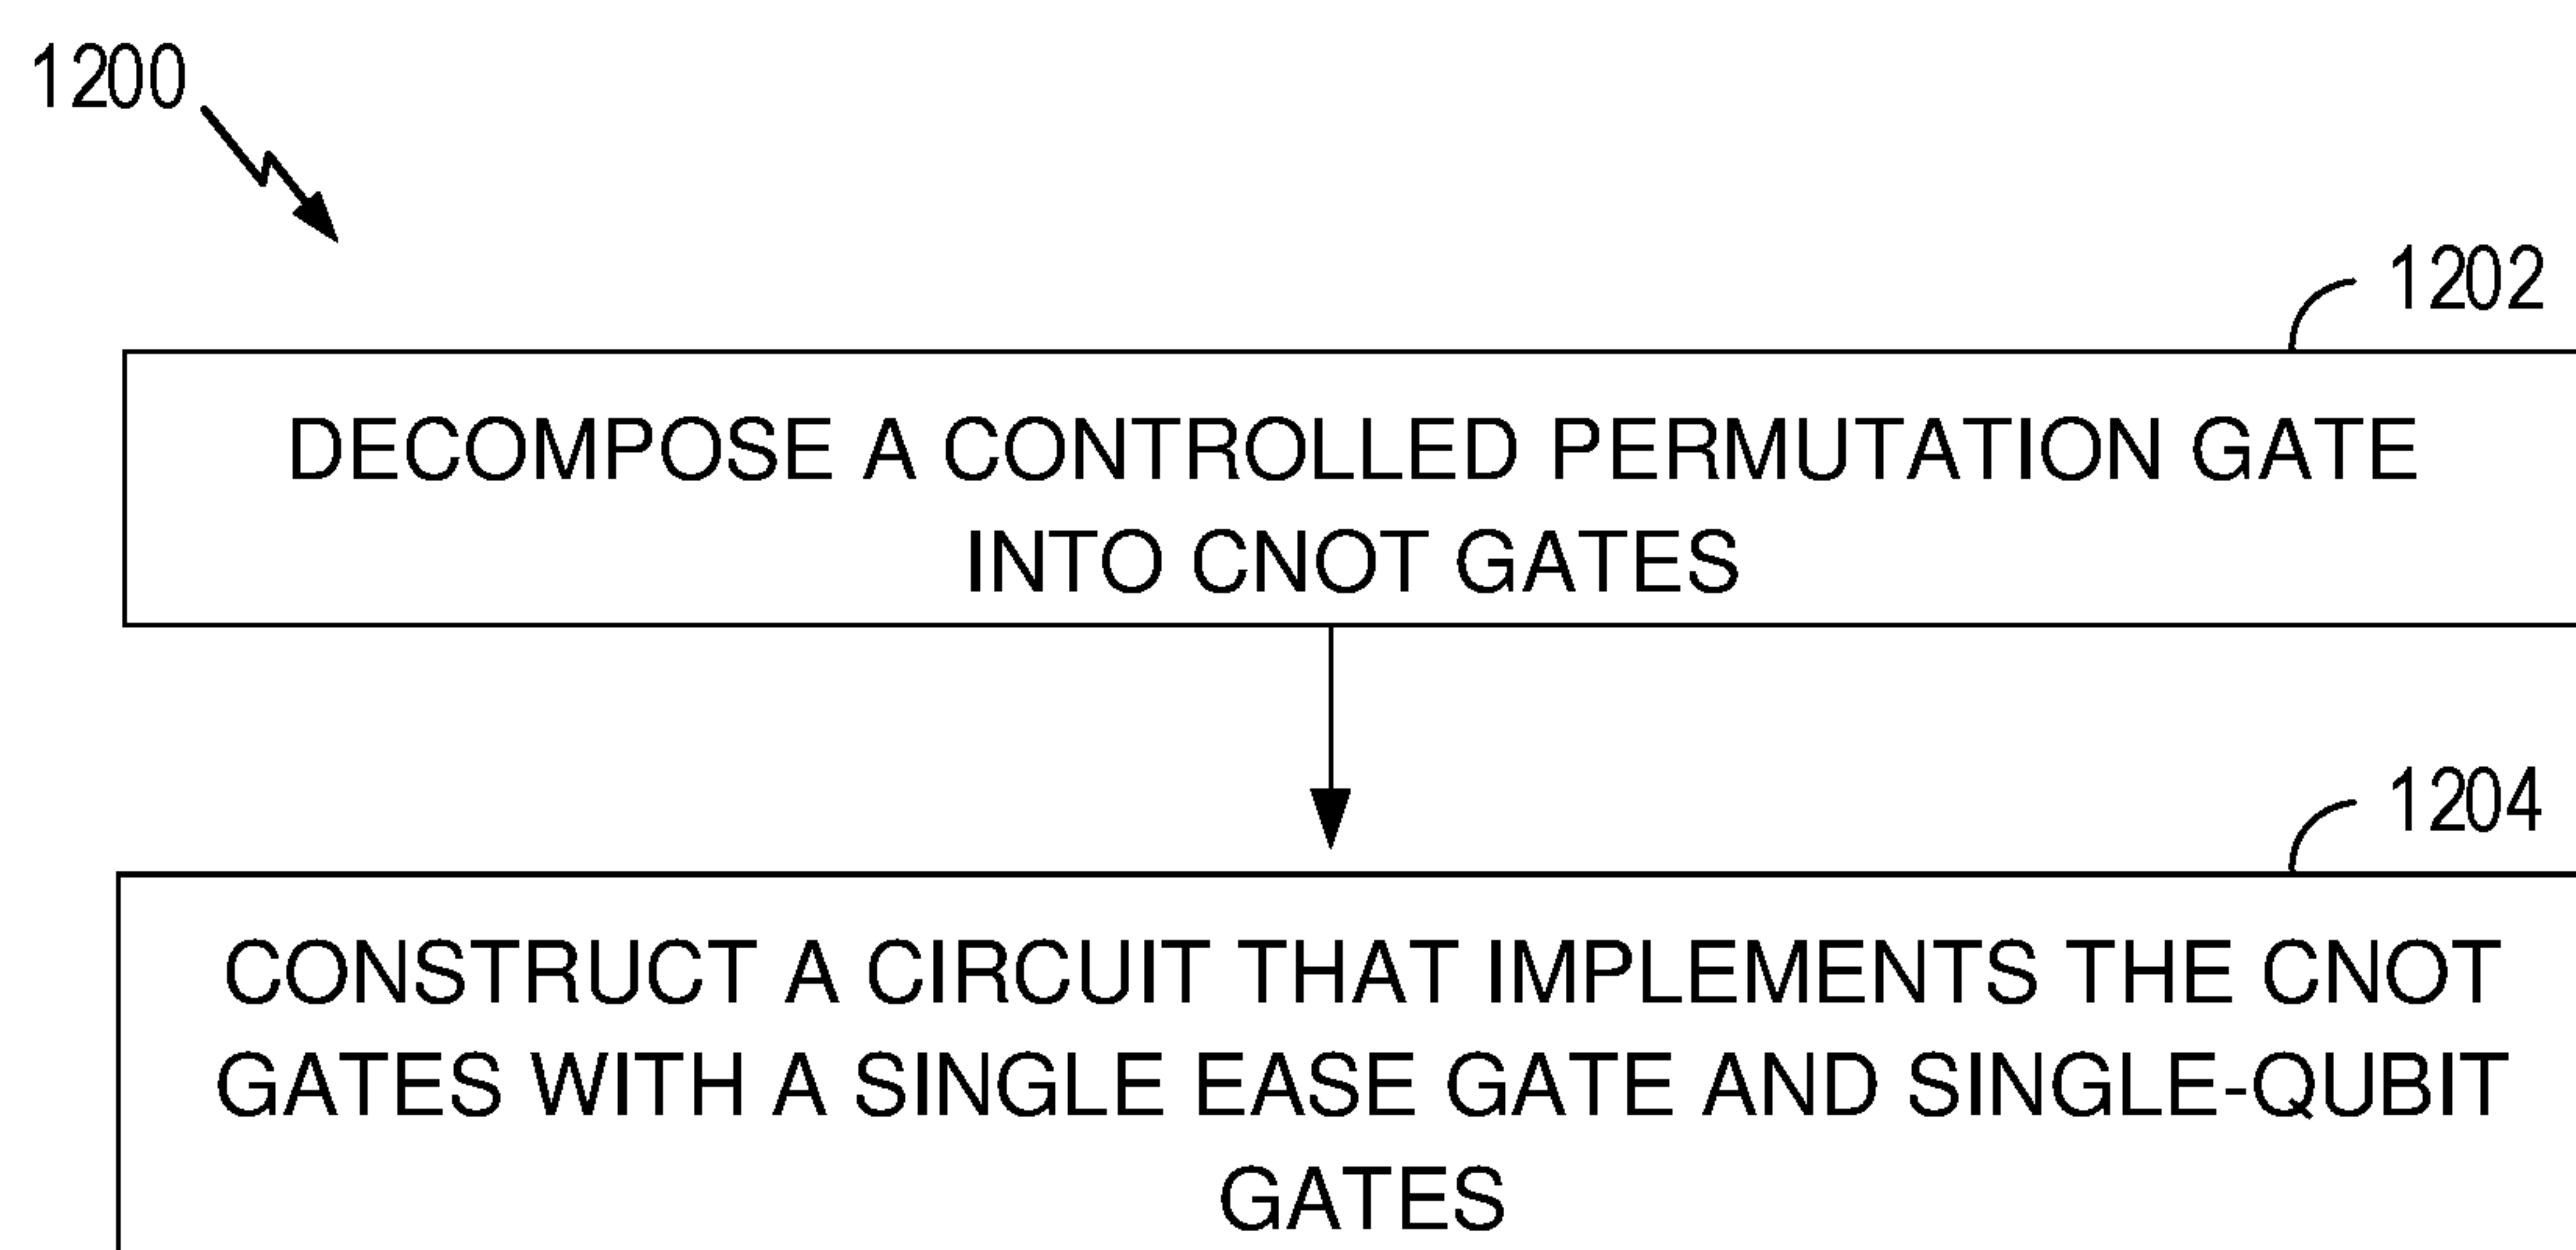 1200
1202
DECOMPOSE A CONTROLLED PERMUTATION GATE
INTO CNOT GATES
1204
CONSTRUCT A CIRCUIT THAT IMPLEMENTS THE CNOT
GATES WITH A SINGLE EASE GATE AND SINGLE-QUBIT
GATES